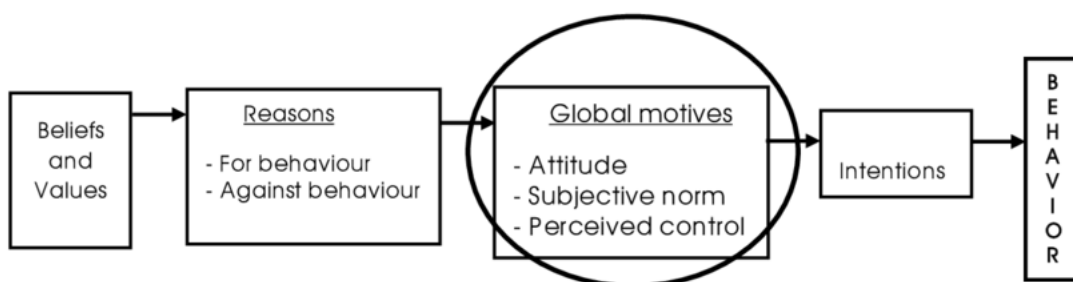 Beliefs
and
Values
Reasons
- For behaviour
- Against behaviour
Global motives
- Attitude
- Subjective norm
- Perceived control
Intentions
B
E
H
A
V
I
O
R